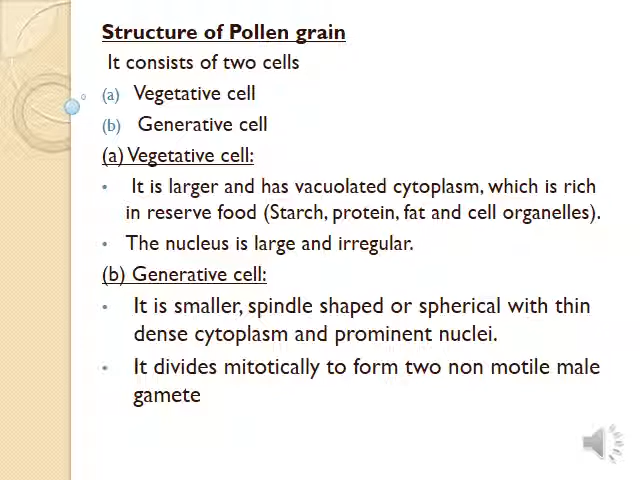 Structure of Pollen grain
It consists of two cells
(a) Vegetative cell
(b) Generative cell
(a) Vegetative cell:
• It is larger and has vacuolated cytoplasm, which is rich
in reserve food (Starch, protein, fat and cell organelles).
• The nucleus is large and irregular.
(b) Generative cell:
• It is smaller, spindle shaped or spherical with thin
dense cytoplasm and prominent nuclei.
• It divides mitotically to form two non motile male
gamete